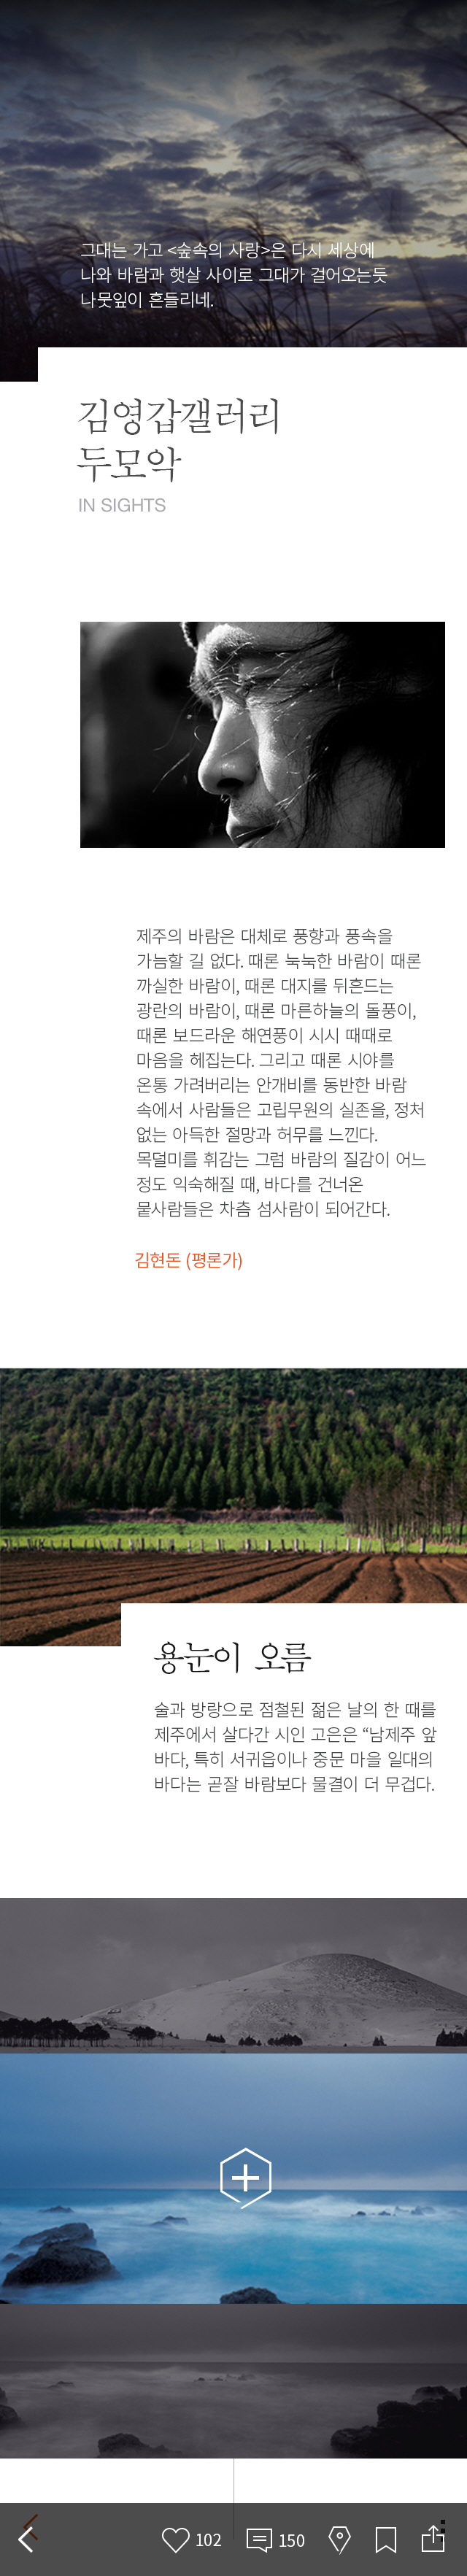 그대는 가고 <숲속의 사랑>은 다시 세상에
나와 바람과 햇살 사이로 그대가 걸어오는듯
나뭇잎이 흔들리네.
김영갑갤러리
두모악
IN SIGHTS
제주의 바람은 대체로 풍향과 풍속을
가늠할 길 없다. 때론 눅눅한 바람이 때론
까실한 바람이, 때론 대지를 뒤흔드는
광란의 바람이, 때론 마른하늘의 돌풍이,
때론 보드라운 해연풍이 시시 때때로
마음을 헤집는다. 그리고 때론 시야를
온통 가려버리는 안개비를 동반한 바람
속에서 사람들은 고립무원의 실존을, 정처
없는 아득한 절망과 허무를 느낀다.
목덜미를 휘감는 그럼 바람의 질감이 어느
정도 익숙해질 때, 바다를 건너온
뭍사람들은 차츰 섬사람이 되어간다.
김현돈 (평론가)
용눈이 오름
술과 방랑으로 점철된 젊은 날의 한 때를
제주에서 살다간 시인 고은은 “남제주 앞
바다, 특히 서귀읍이나 중문 마을 일대의
바다는 곧잘 바람보다 물결이 더 무겁다.
102 150